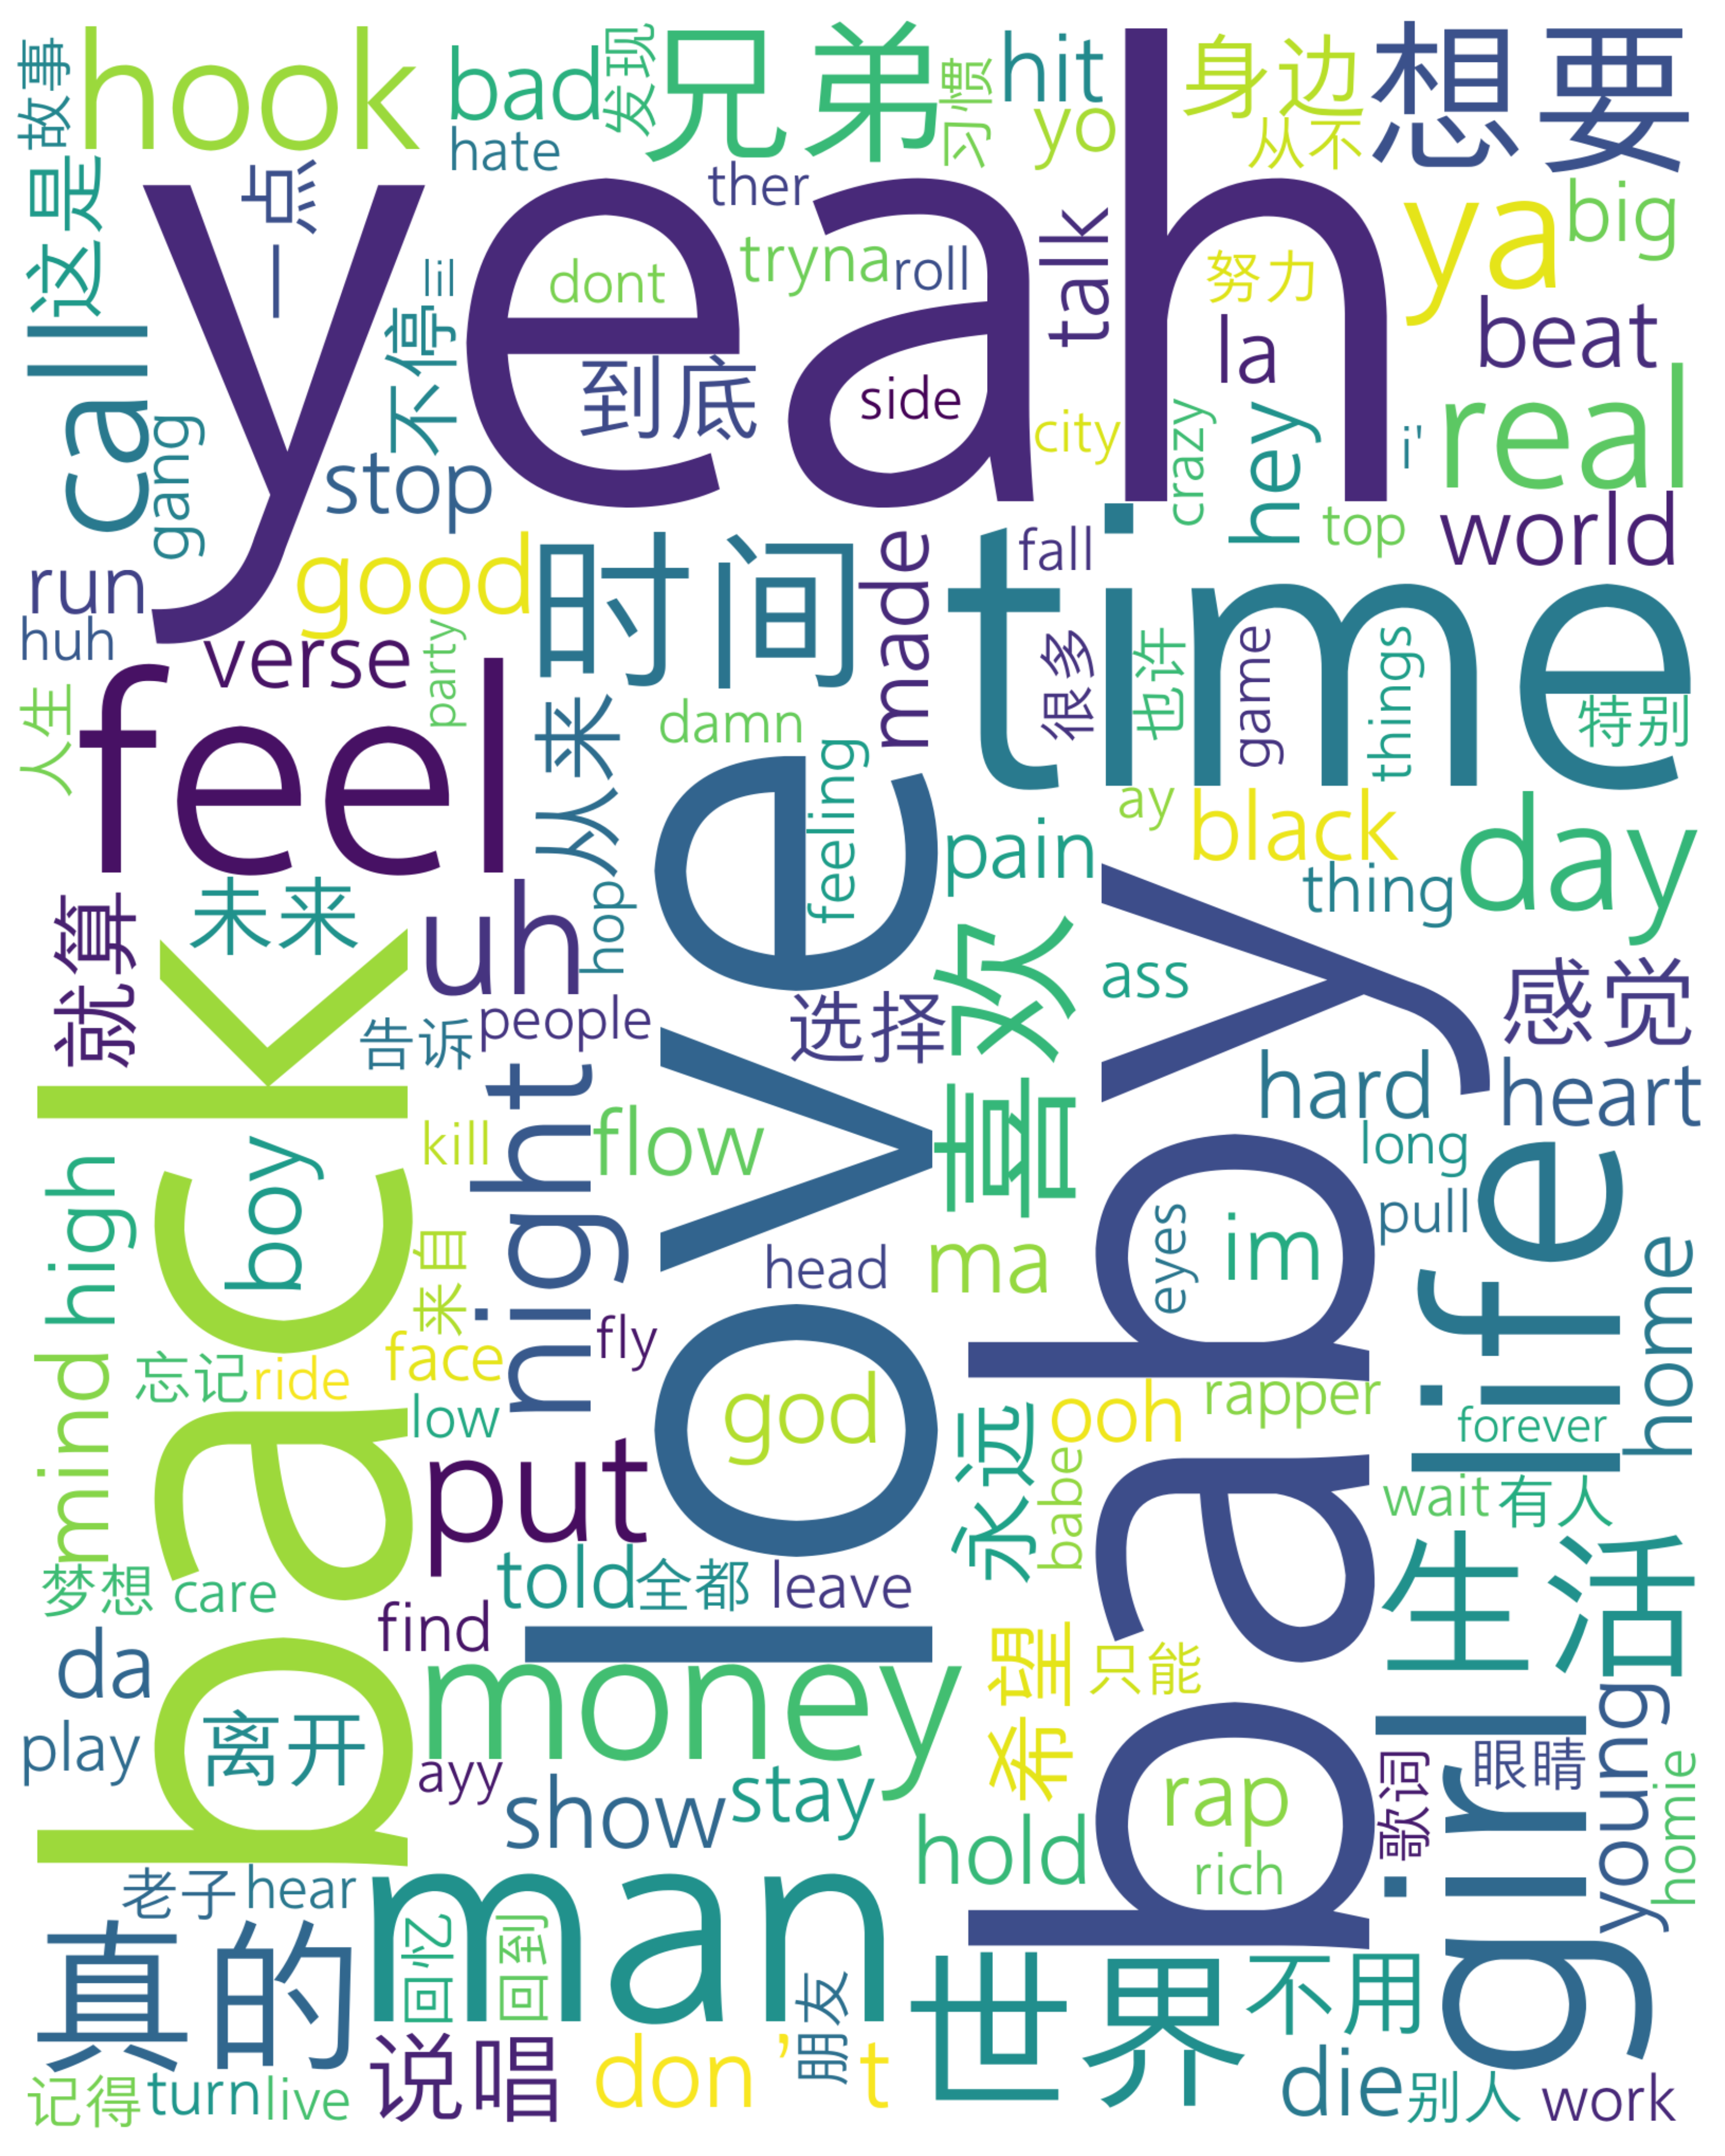 故事
hook
bad
发现
兄弟
实际
hit
身边
想要
hate
yo
从不
这是
一点
ther
yeah
talk
ya
big
lil
dont
tryna
roll
努力
call
不停
到底
side
la
beat
city
crazy
hey
i'
real
gang
stop
top
world
run
good
时间
made
fall
time
huh
verse
party
人生
feel
从来
damn
feeling
很多
也许
game
things
特别
ay
black
day
pain
thing
就算
未来
uh
hop
love
喜欢
ass
baby
感觉
back
告诉
people
选择
hard
heart
night
long
kill
flow
high
boy
life
pull
来自
head
ma
eyes
im
home
fly
mind
忘记
ride
face
low
god
永远
ooh
rapper
forever
put
babe
wait
有人
梦想
care
told
全都
leave
生活
find
da
money
希望
只能
play
离开
ayy
show
stay
rap
歌词
girl
眼睛
young
homie
hold
rich
老子
hear
man
真的
回忆
回到
朋友
世界
不用
说唱
don’t
die
别人
work
记得
turn
live